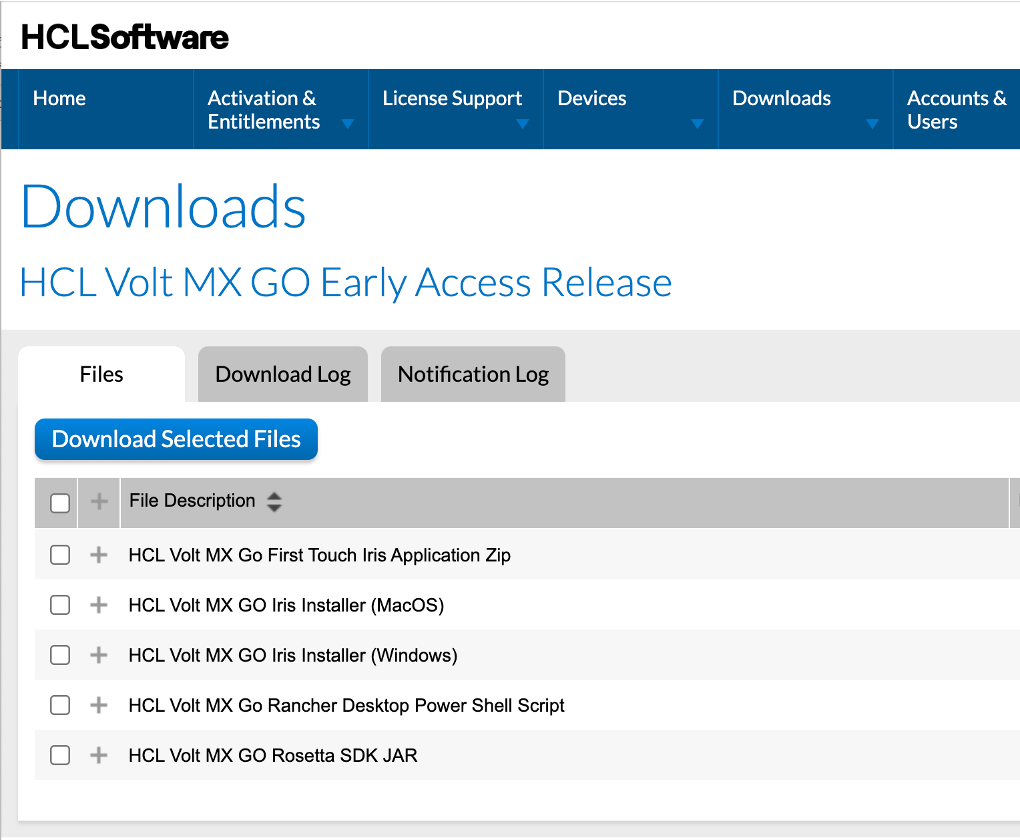 HCLSoftware
Home
Activation &
Entitlements
License Support
Devices
Downloads
Accounts &
Users
Downloads
HCL Volt MX GO Early Access Release
Files
Download Log
Notification Log
Download Selected Files
File Description
HCL Volt MX Go First Touch Iris Application Zip
HCL Volt MX GO Iris Installer (MacOS)
HCL Volt MX GO Iris Installer (Windows)
HCL Volt MX Go Rancher Desktop Power Shell Script
HCL Volt MX GO Rosetta SDK JAR